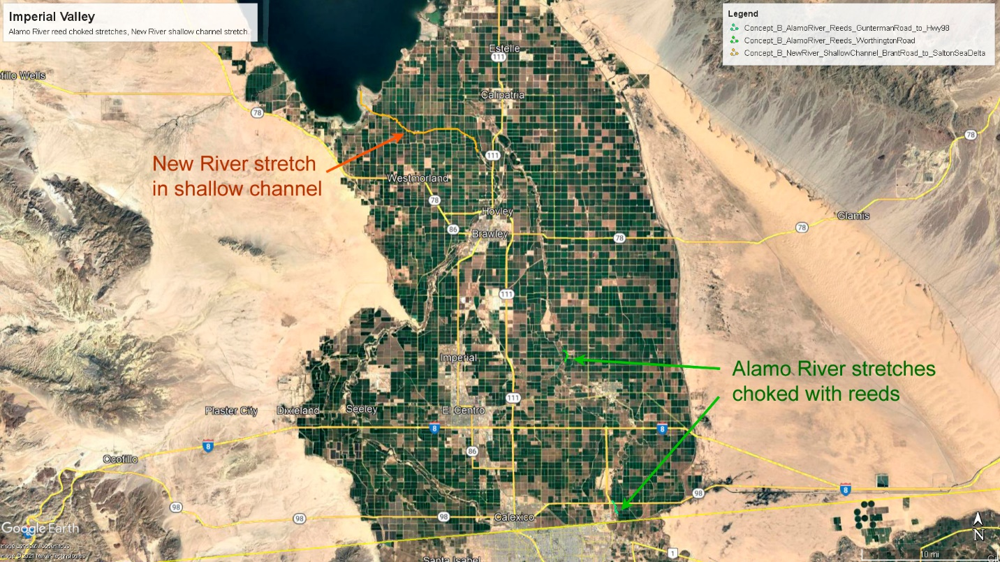 Imperial Valley
Alamo River reed choked stretches, New River shallow channel stretch.
Legend
Concept_B_AlamoRiver_Reeds_GuntermanRoad_to_Hwy98
Concept_B_AlamoRiver_Reeds_WorthingtonRoad
Concept_B_NewRiver_ShallowChannel_BrantRoad_to_SaltonSeaDelta
Estelle
111
tillo Wells
Calipatria
78
78
New River stretch
in shallow channel
111
Westmorland
78
Hovley
Glamis
86
Brawley
78
78
111
Imperial
Alamo River stretches
choked with reeds
111
Plaster City
Dixieland
Seeley
El Centro
8
8
8
86
Ocotillo
98
98
98
Calexico
98
8
Google Earth
Image Landsat / Copernicus
Image © 2021 Maxar Technologies
N
1
10 mi
Santa Isabel